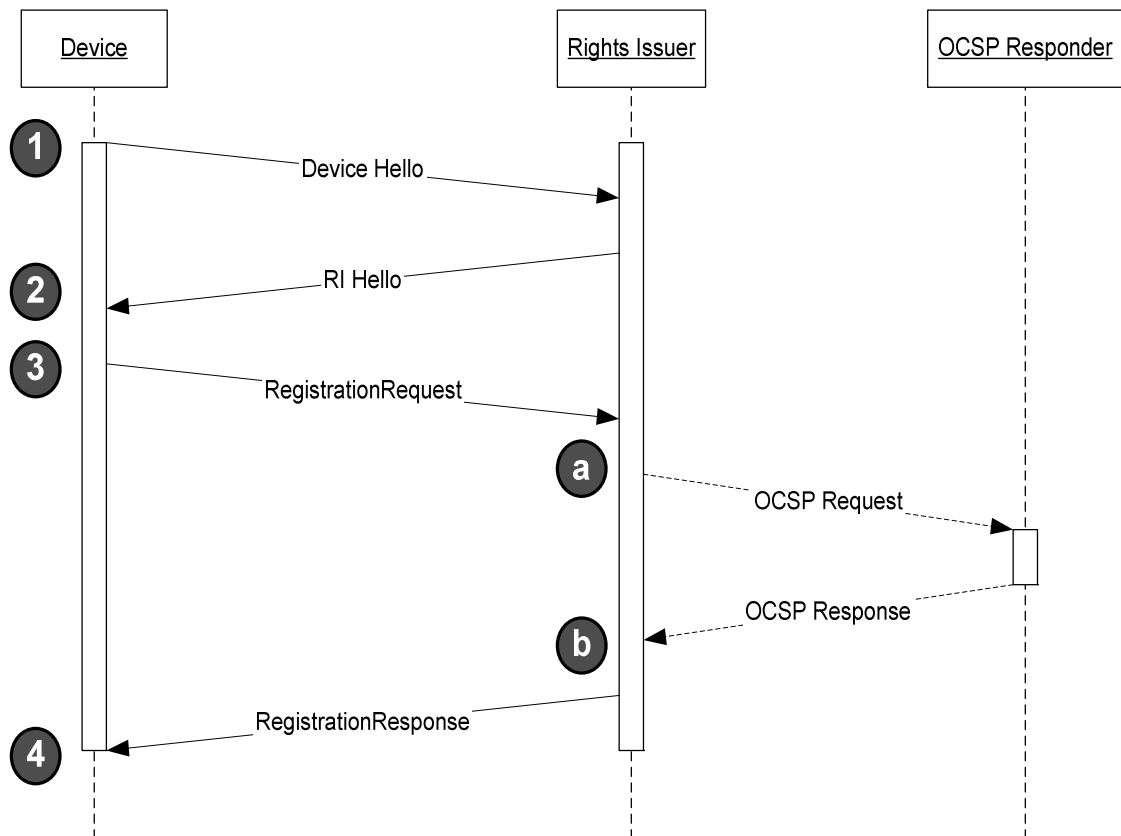 Device
Rights Issuer
OCSP Responder
1
Device Hello
RI Hello
2
3
RegistrationRequest
a
OCSP Request
OCSP Response
b
RegistrationResponse
4